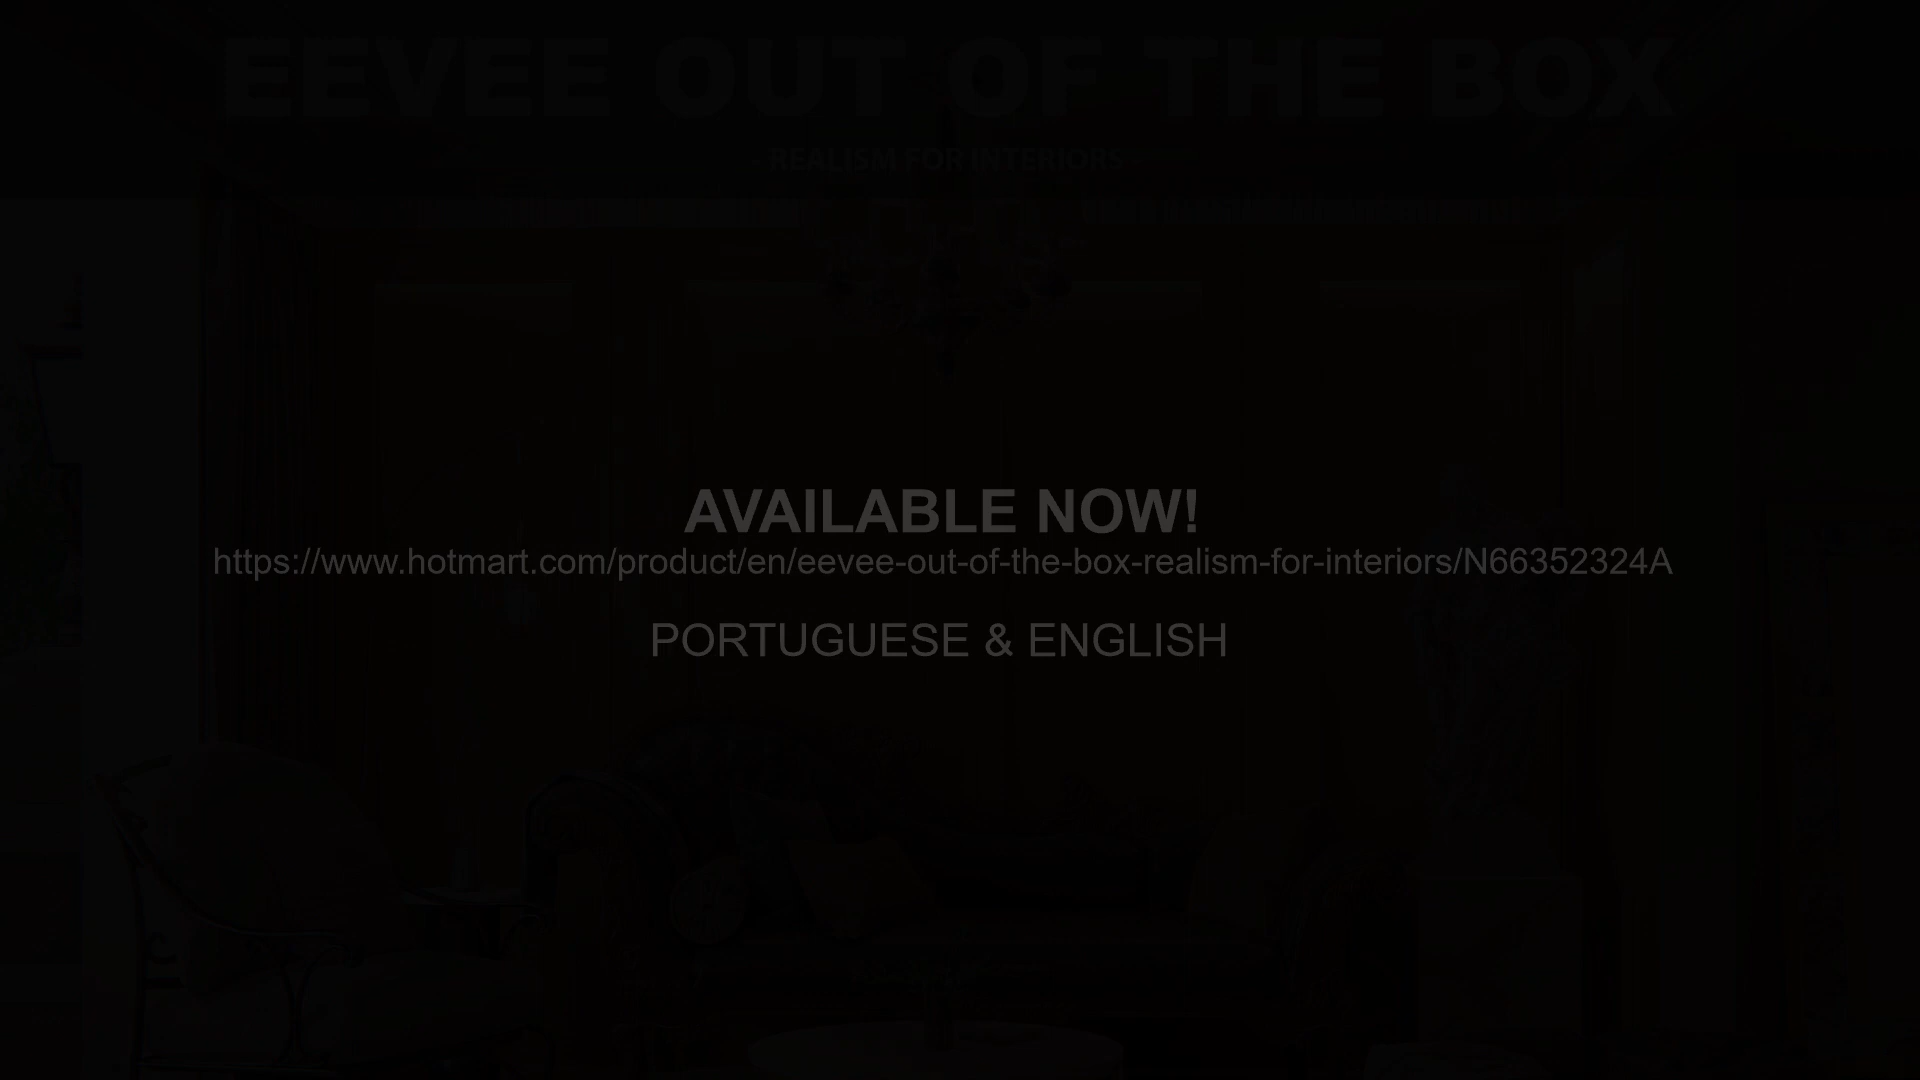 EEVEE OUT OF THE BOX
- REALISM FOR INTERIORS -
AVAILABLE NOW!
https://www.hotmart.com/product/en/eevee-out-of-the-box-realism-for-interiors/N66352324A
PORTUGUESE & ENGLISH